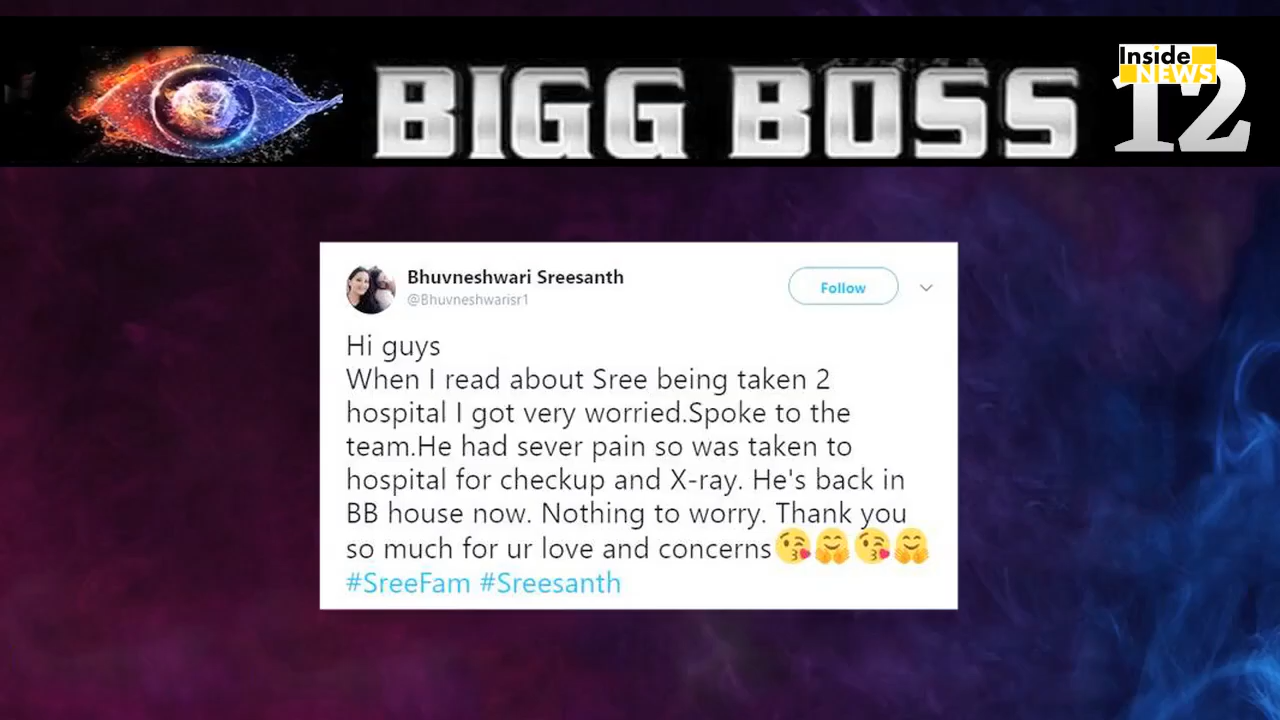 BIGG BOSS 12
Inside
NEWS
Bhuvneshwari Sreesanth
@Bhuvneshwarisr1
Follow
Hi guys
When I read about Sree being taken 2
hospital I got very worried.Spoke to the
team.He had sever pain so was taken to
hospital for checkup and X-ray. He's back in
BB house now. Nothing to worry. Thank you
so much for ur love and concerns😘🤗😘🤗
#SreeFam #Sreesanth